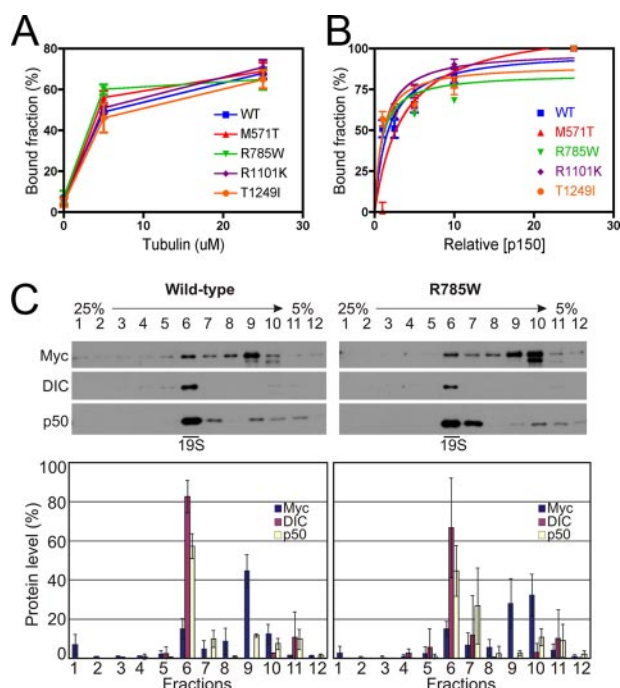 A
B
Bound fraction (%)
80
60
40
20
0
0
10
20
30
Tubulin (uM)
WT
M571T
R785W
R1101K
T1249I
Bound fraction (%)
100
75
50
25
0
0
10
20
30
Relative [p150]
WT
M571T
R785W
R1101K
T1249I
C
Wild-type
R785W
25% 5% 25% 5%
1 2 3 4 5 6 7 8 9 10 11 12 1 2 3 4 5 6 7 8 9 10 11 12
Myc
DIC
p50
19S 19S
Protein level (%)
100
80
60
40
20
0
Myc
DIC
p50
Myc
DIC
p50
1 2 3 4 5 6 7 8 9 10 11 12 1 2 3 4 5 6 7 8 9 10 11 12
Fractions Fractions